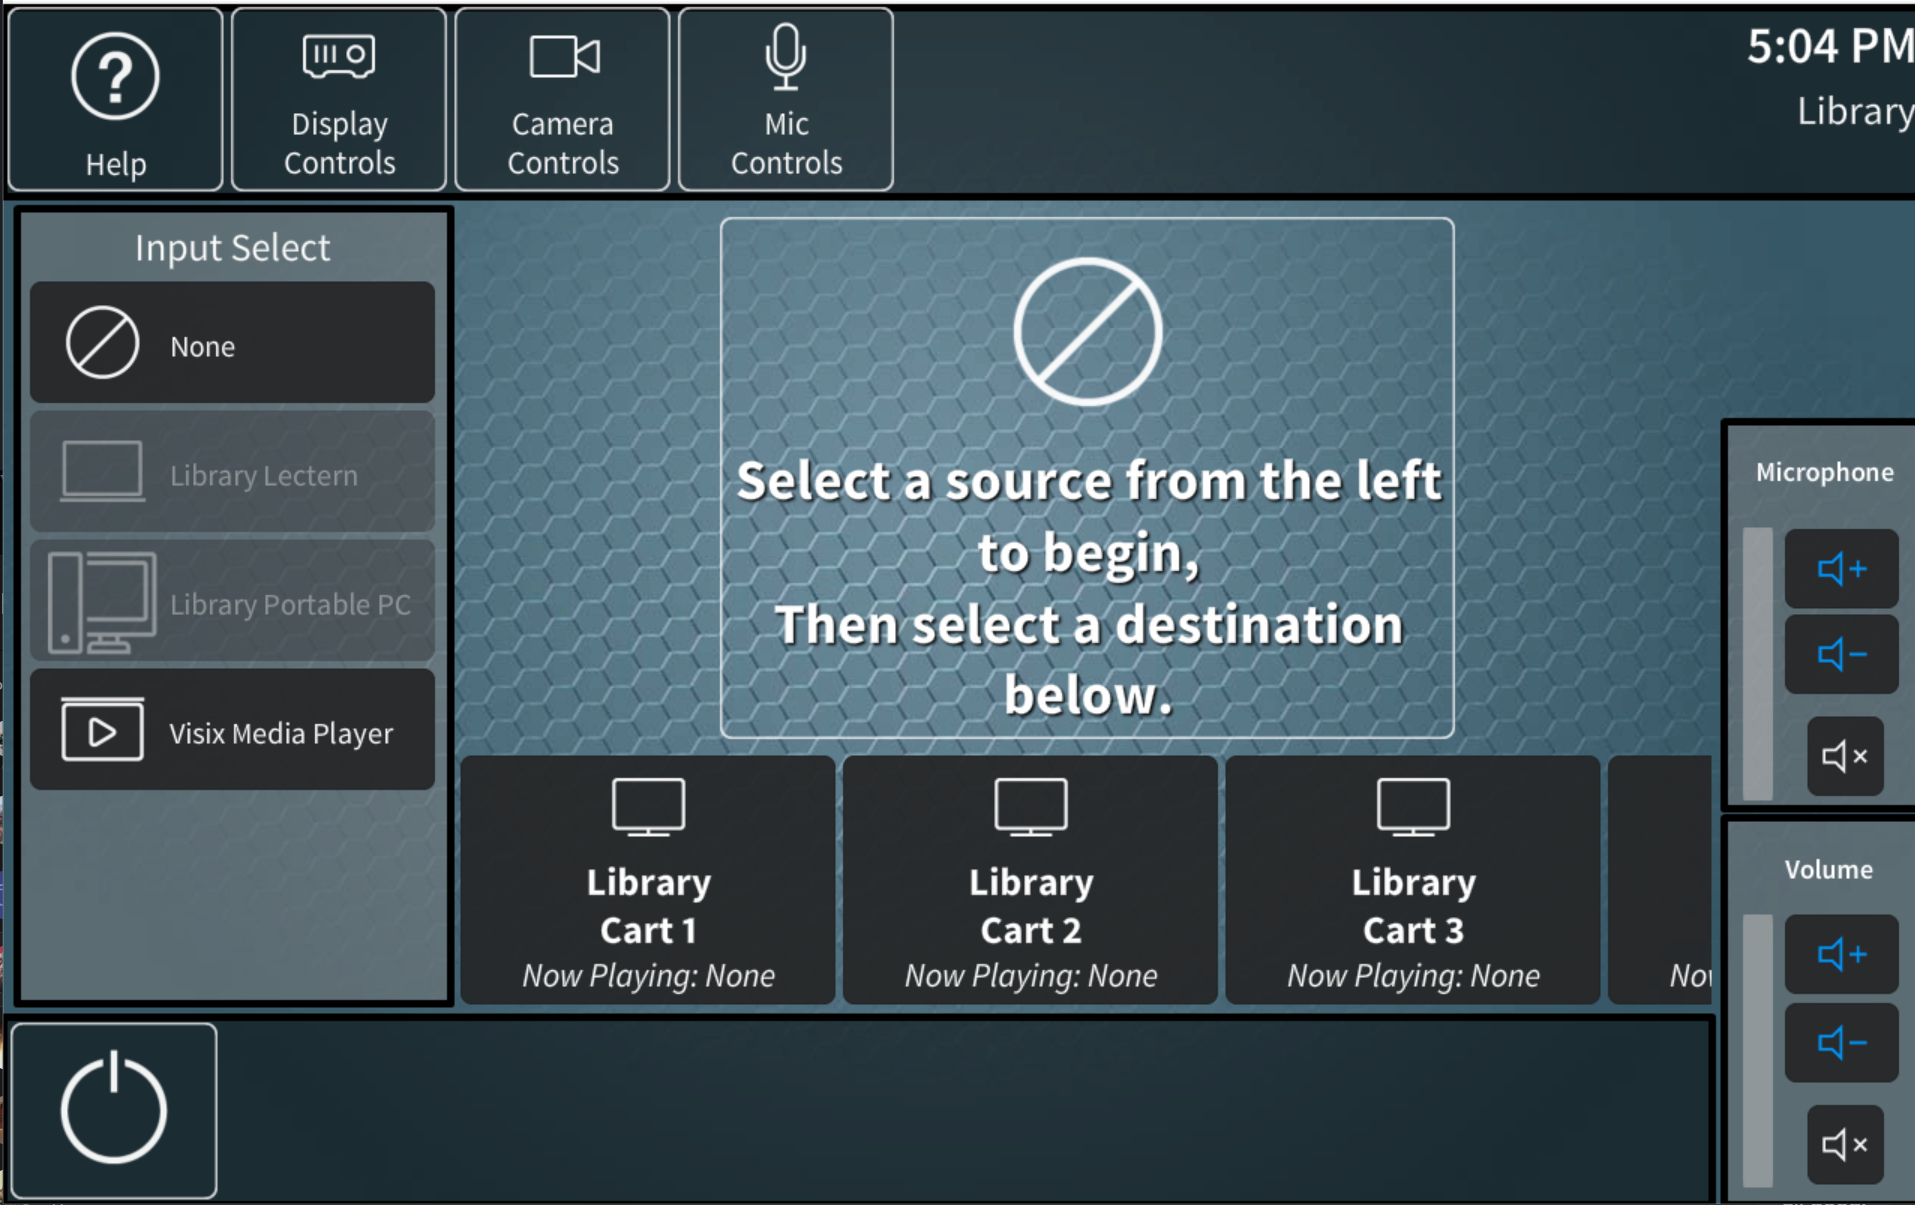 5:04 PM
Library
Help
Display
Controls
Camera
Controls
Mic
Controls
Input Select
None
Library Lectern
Library Portable PC
Visix Media Player
Select a source from the left
to begin,
Then select a destination
below.
Library
Cart 1
Now Playing: None
Library
Cart 2
Now Playing: None
Library
Cart 3
Now Playing: None
Microphone
Volume